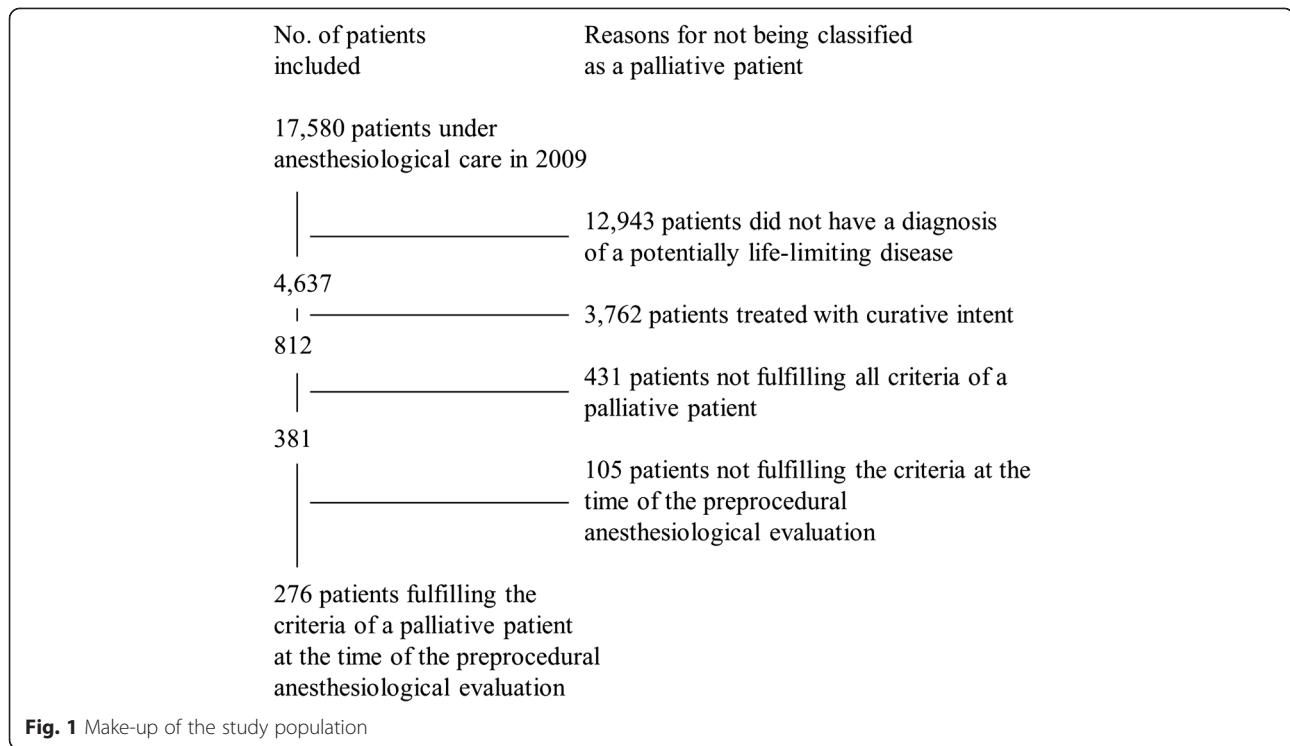 No. of patients
included
Reasons for not being classified
as a palliative patient
17,580 patients under
anesthesiological care in 2009
12,943 patients did not have a diagnosis
of a potentially life-limiting disease
4,637
3,762 patients treated with curative intent
812
431 patients not fulfilling all criteria of a
palliative patient
381
105 patients not fulfilling the criteria at the
time of the preprocedural
anesthesiological evaluation
276 patients fulfilling the
criteria of a palliative patient
at the time of the preprocedural
anesthesiological evaluation
Fig. 1 Make-up of the study population